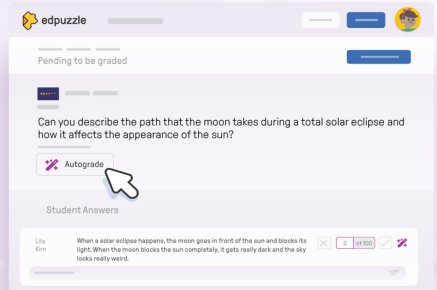 edpuzzle
Pending to be graded
Can you describe the path that the moon takes during a total solar eclipse and
how it affects the appearance of the sun?
Autograde
Student Answers
Lila
Kim
When a solar eclipse happens, the moon goes in front of the sun and blocks its
light. When the moon blocks the sun completely, it gets really dark and the sky
looks really weird.
0 of 100